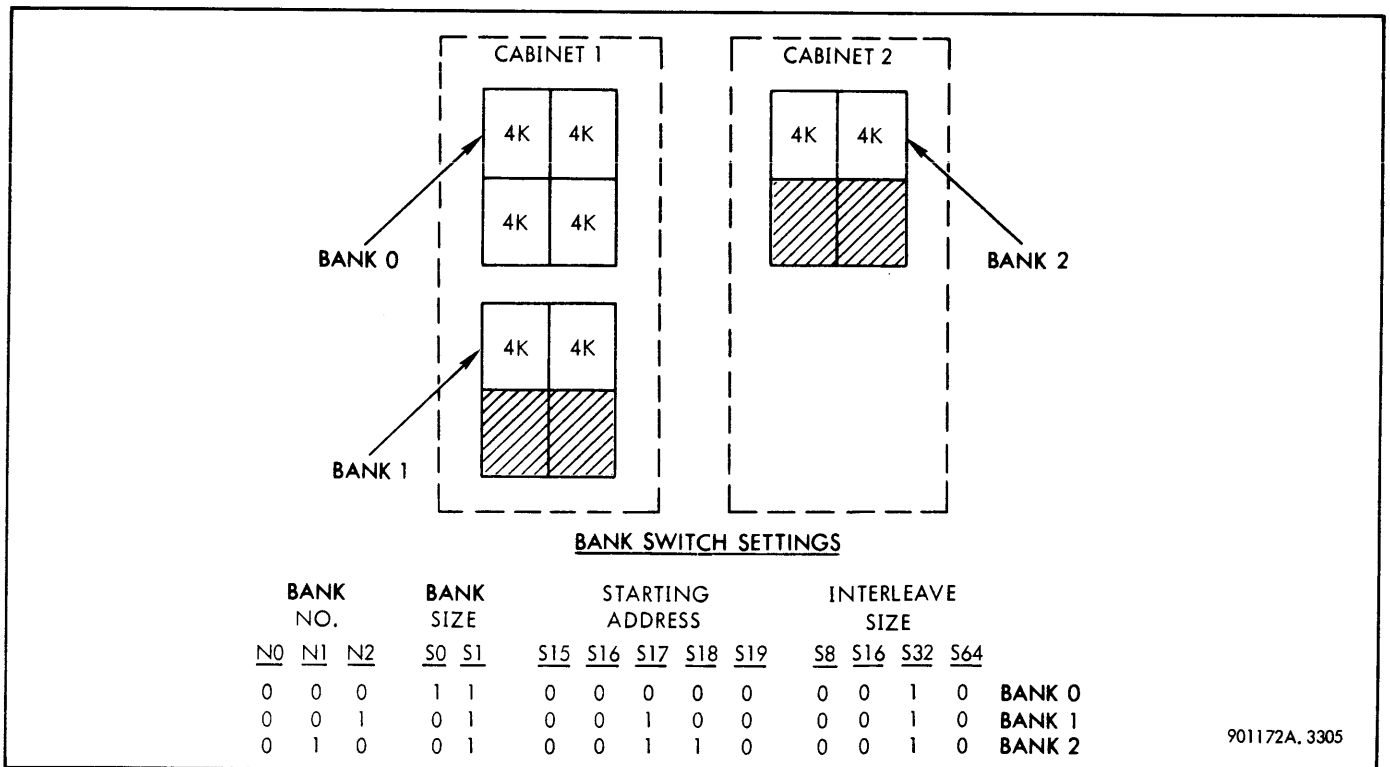 CABINET 1
CABINET 2
4K 4K
4K 4K
4K 4K
BANK 0
BANK 2
4K 4K
BANK 1
BANK SWITCH SETTINGS
BANK NO.
BANK SIZE
STARTING ADDRESS
INTERLEAVE SIZE
N0 N1 N2 S0 S1 S15 S16 S17 S18 S19 S8 S16 S32 S64
0 0 0 1 1 0 0 0 0 0 0 0 1 0 BANK 0
0 0 1 0 1 0 0 1 0 0 0 0 1 0 BANK 1
0 1 0 0 1 0 0 1 1 0 0 0 1 0 BANK 2
901172A. 3305